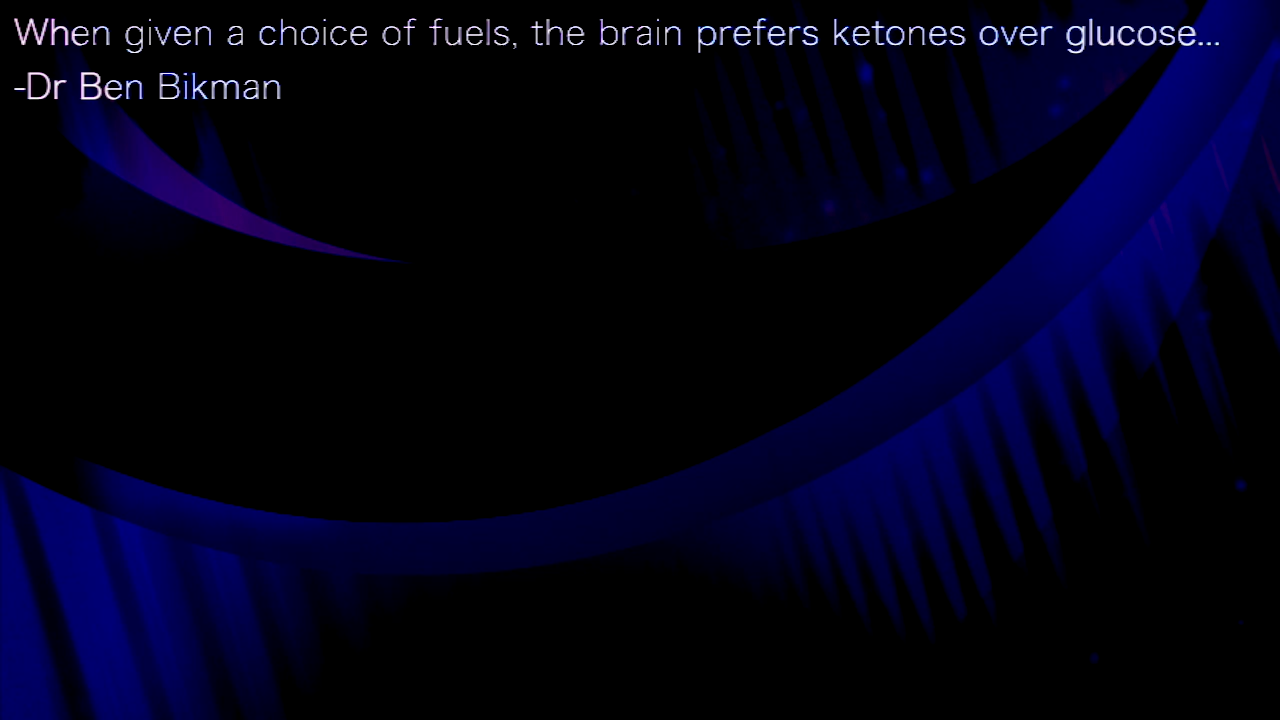 When given a choice of fuels, the brain prefers ketones over glucose...
-Dr Ben Bikman